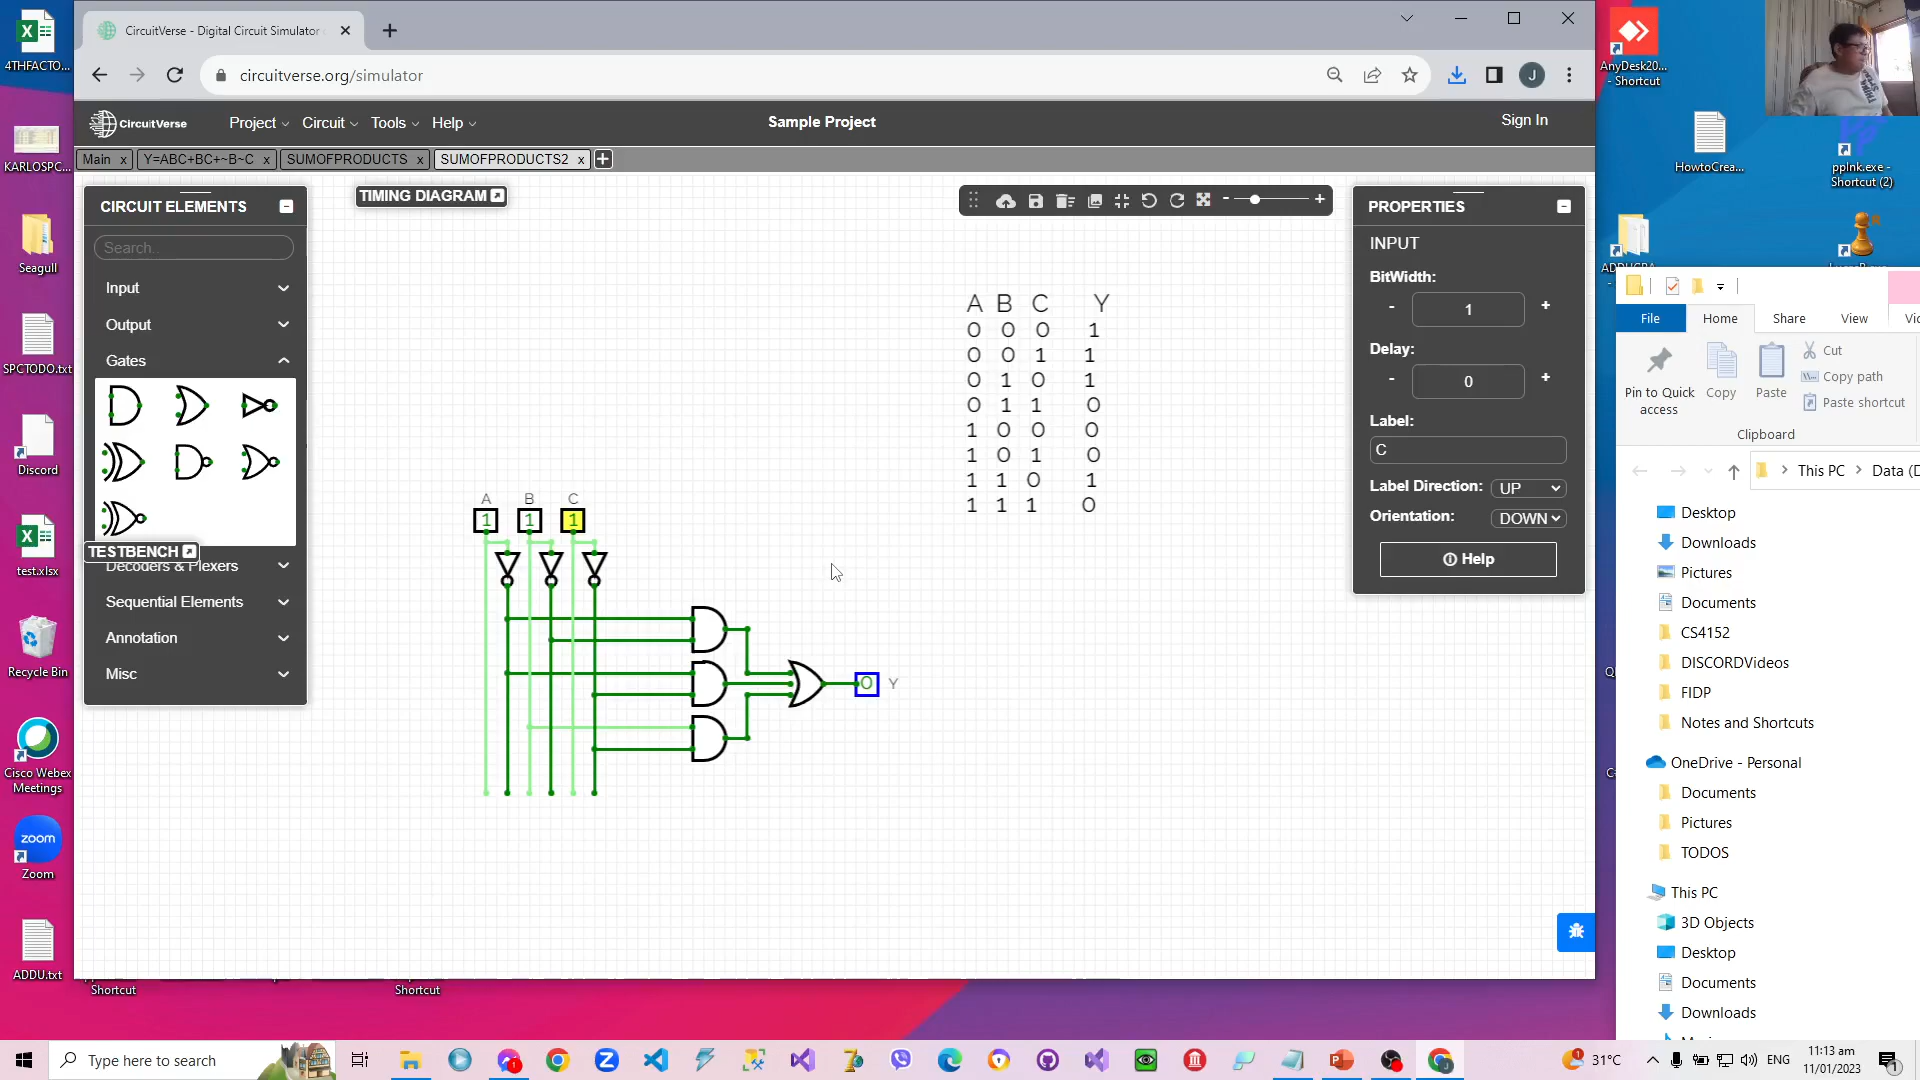 4THFACTO...
KARLOSPC...
Seagull
SPCTODO.txt
Discord
test.xlsx
Recycle Bin
Cisco Webex
Meetings
zoom
Zoom
ADDU.txt
CircuitVerse - Digital Circuit Simulator
circuitverse.org/simulator
J
CircuitVerse
Project
Circuit
Tools
Help
Sample Project
Sign In
Main x
Y=ABC+BC+~B~C x
SUMOFPRODUCTS x
SUMOFPRODUCTS2 x
CIRCUIT ELEMENTS
Search..
Input
Output
Gates
TESTBENCH
Decoders & Plexers
Sequential Elements
Annotation
Misc
TIMING DIAGRAM
A B C Y
0 0 0 1
0 0 1 1
0 1 0 1
0 1 1 0
1 0 0 0
1 0 1 0
1 1 0 1
1 1 1 0
A B C
1 1 1
0 Y
PROPERTIES
INPUT
BitWidth:
- 1 +
Delay:
- 0 +
Label:
C
Label Direction: UP
Orientation: DOWN
Help
Shortcut
Shortcut
AnyDesk20...
- Shortcut
HowtoCrea...
ppInk.exe -
Shortcut (2)
File
Home
Share
View
Pin to Quick
access
Copy
Paste
Cut
Copy path
Paste shortcut
Clipboard
This PC
Data (D
Desktop
Downloads
Pictures
Documents
CS4152
DISCORDVideos
FIDP
Notes and Shortcuts
OneDrive - Personal
Documents
Pictures
TODOS
This PC
3D Objects
Desktop
Documents
Downloads
Type here to search
31°C
ENG
11:13 am
11/01/2023